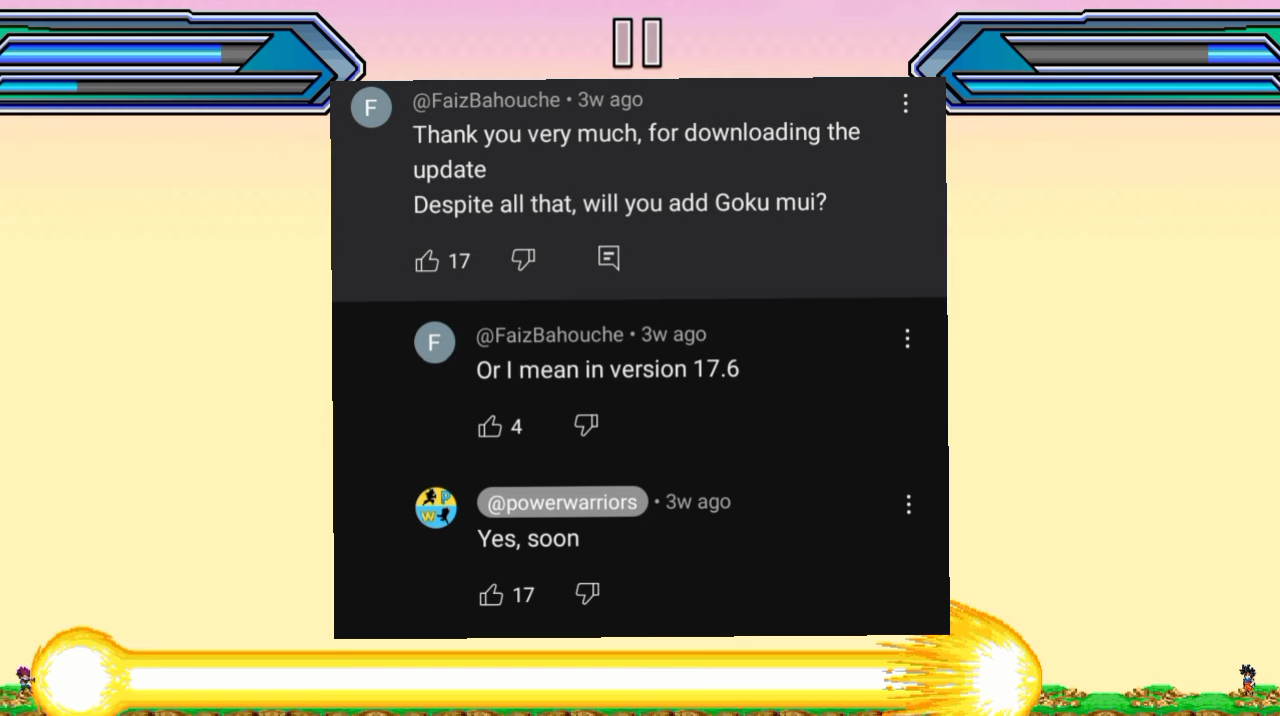 F
@FaizBahouche • 3w ago
Thank you very much, for downloading the
update
Despite all that, will you add Goku mui?
17
F
@FaizBahouche • 3w ago
Or I mean in version 17.6
4
P
W
@powerwarriors • 3w ago
Yes, soon
17